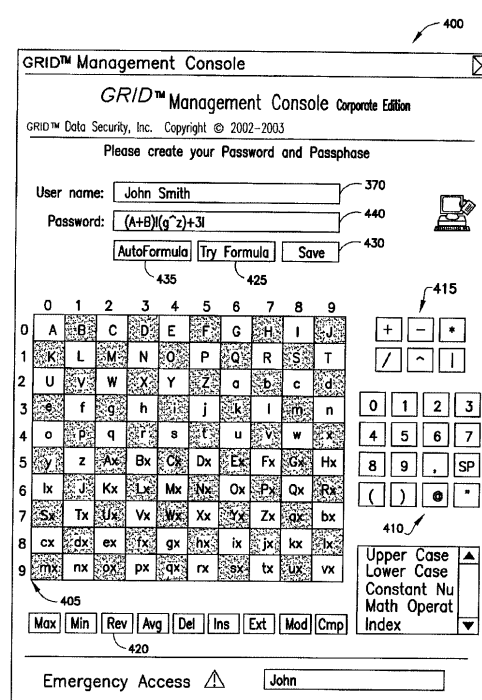 400
GRID™ Management Console
GRID™ Management Console Corporate Edition
GRID™ Data Security, Inc. Copyright © 2002-2003
Please create your Password and Passphase
User name: John Smith 370
Password: (A+B)|(g^z)+3| 440
AutoFormula Try Formula Save 430
435 425
415
0 1 2 3 4 5 6 7 8 9
0 A B C D E F G H I J
1 K L M N O P Q R S T
2 U V W X Y Z a b c d
3 e f g h i j k l m n
4 o p q r s t u v w x
5 y z Ax Bx Cx Dx Ex Fx Gx Hx
6 Ix J Kx Lx Mx Nx Ox Px Qx Rx
7 Sx Tx Ux Vx Wx Xx Yx Zx ax bx
8 cx dx ex fx gx hx ix jx kx lx
9 mx nx ox px qx rx sx tx ux vx
+ - *
/ ^ |
0 1 2 3
4 5 6 7
8 9 , SP
( ) @ "
410
Upper Case
Lower Case
Constant Nu
Math Operat
Index
405
Max Min Rev Avg Del Ins Ext Mod Cmp
420
Emergency Access John